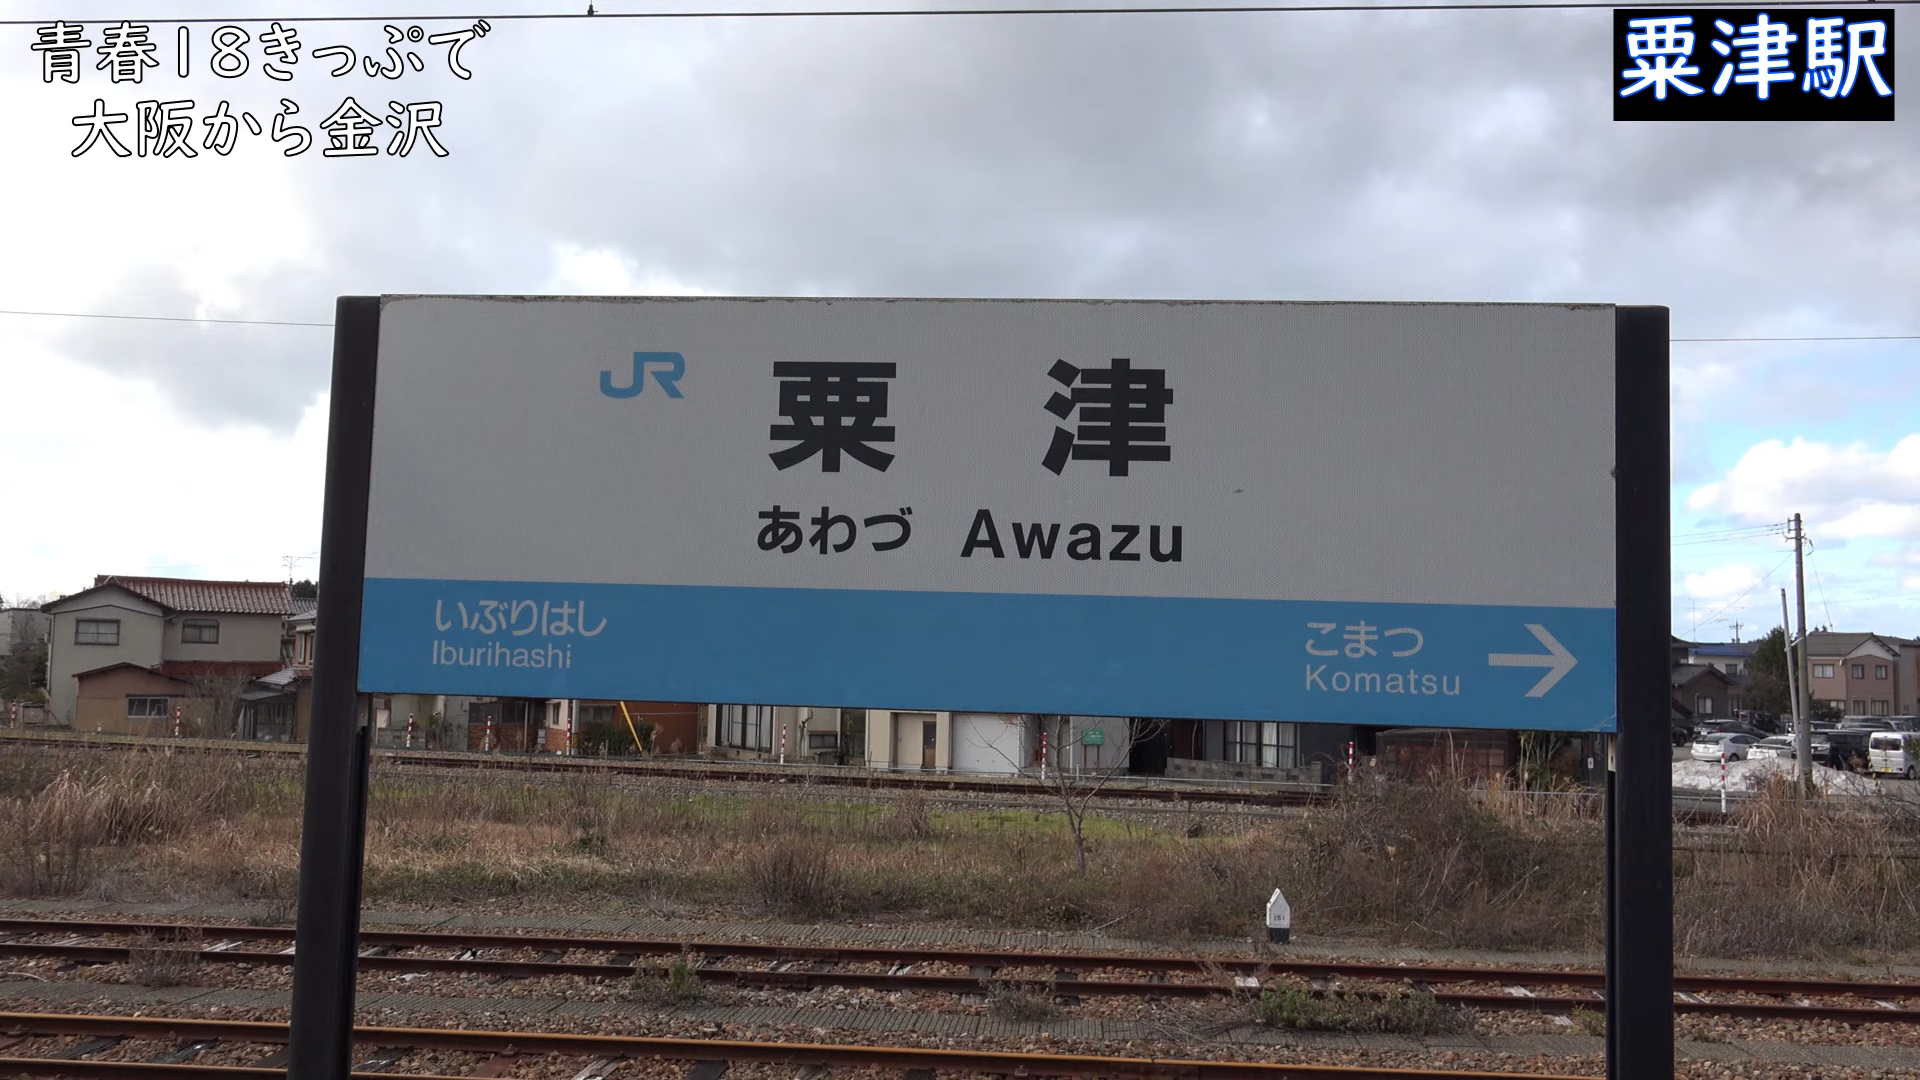 青春18きっぷで
大阪から金沢
粟津駅
JR
粟津
あわづ Awazu
いぶりはし
Iburihashi
こまつ
Komatsu
151